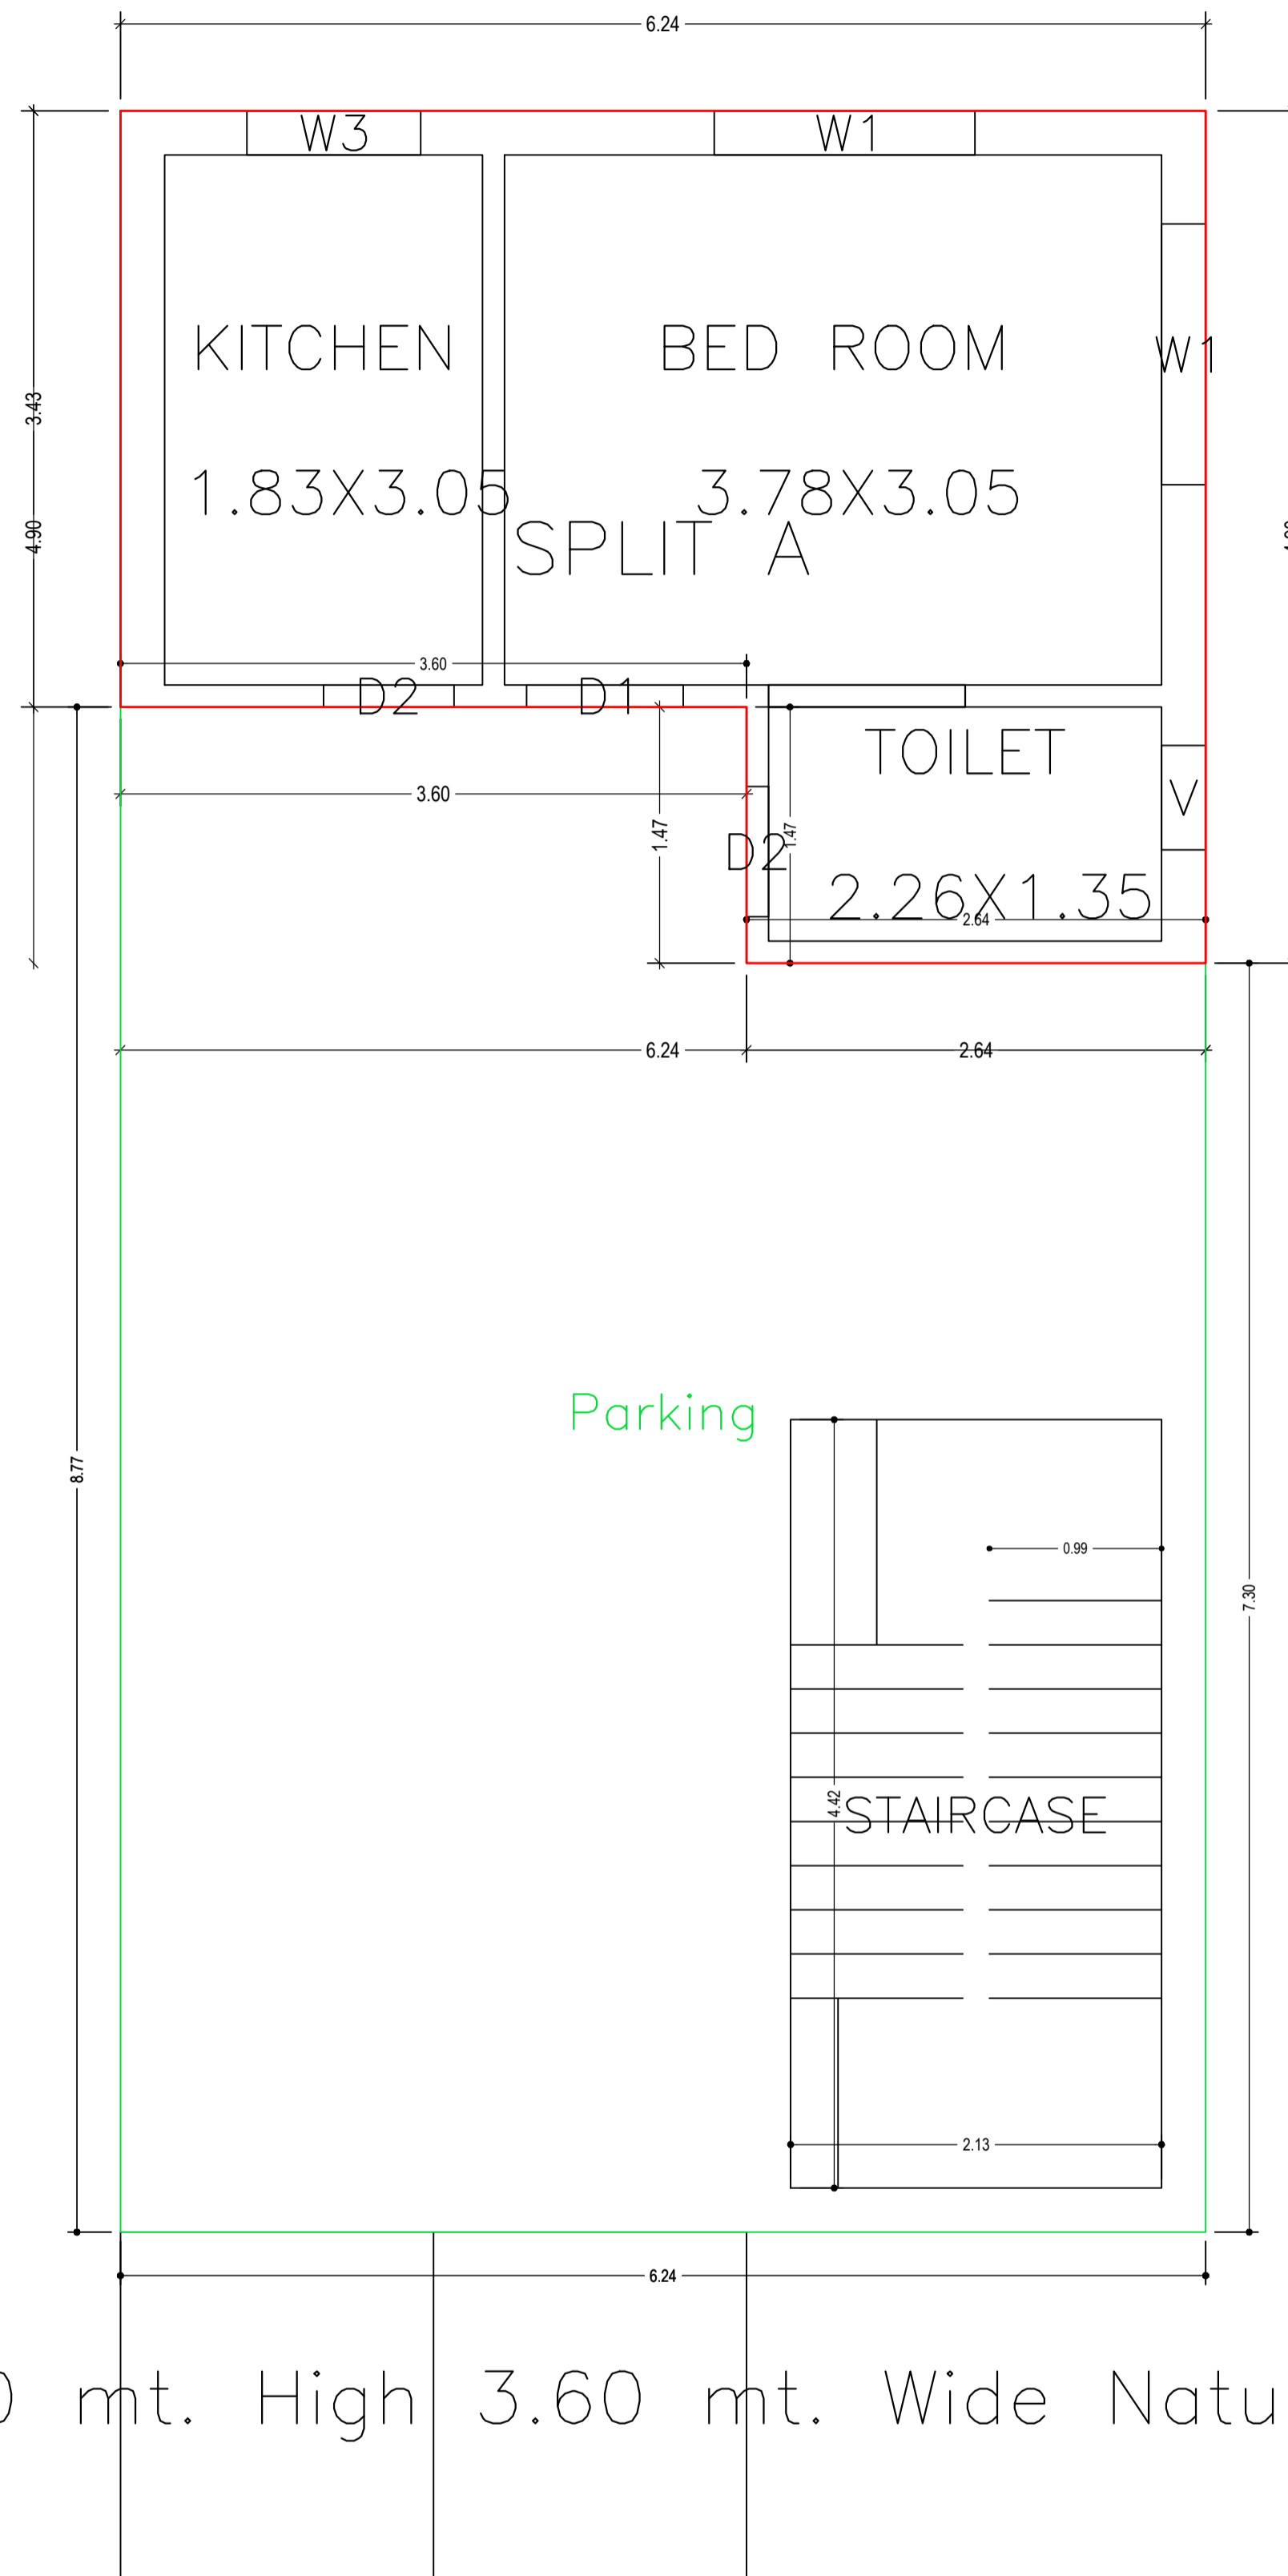 6.24
W3 W1
KITCHEN BED ROOM
W1
3.43
1.83X3.05 3.78X3.05
4.90
SPLIT A
3.60
D2 D1
TOILET
V
3.60
1.47
1.47
D2
2.26X1.35
2.64
6.24 2.64
Parking
8.77
0.99
7.30
4.42
STAIRCASE
2.13
6.24
mt. High 3.60 mt. Wide Natu